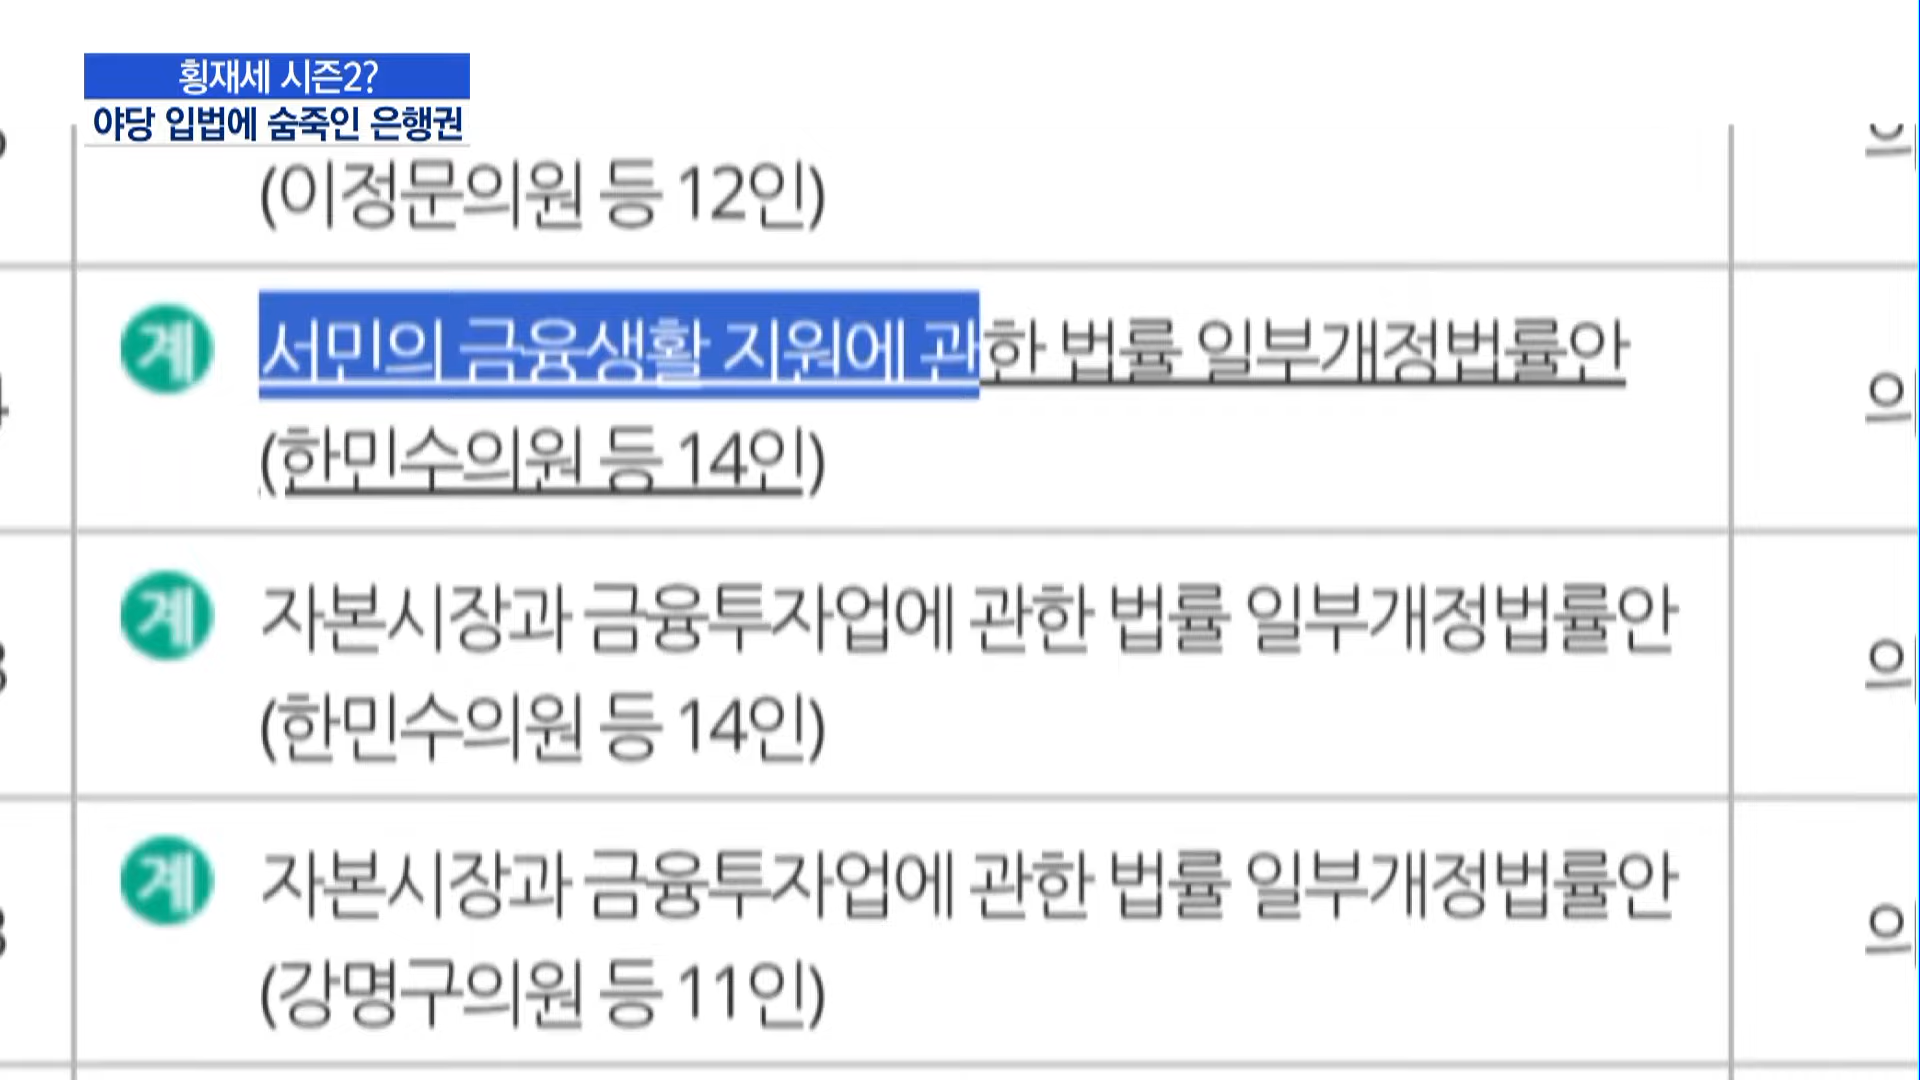 횡재세 시즌2?
야당 입법에 숨죽인 은행권
(이정문의원 등 12인)
계 서민의 금융생활 지원에 관한 법률 일부개정법률안
(한민수의원 등 14인)
계 자본시장과 금융투자업에 관한 법률 일부개정법률안
(한민수의원 등 14인)
계 자본시장과 금융투자업에 관한 법률 일부개정법률안
(강명구의원 등 11인)